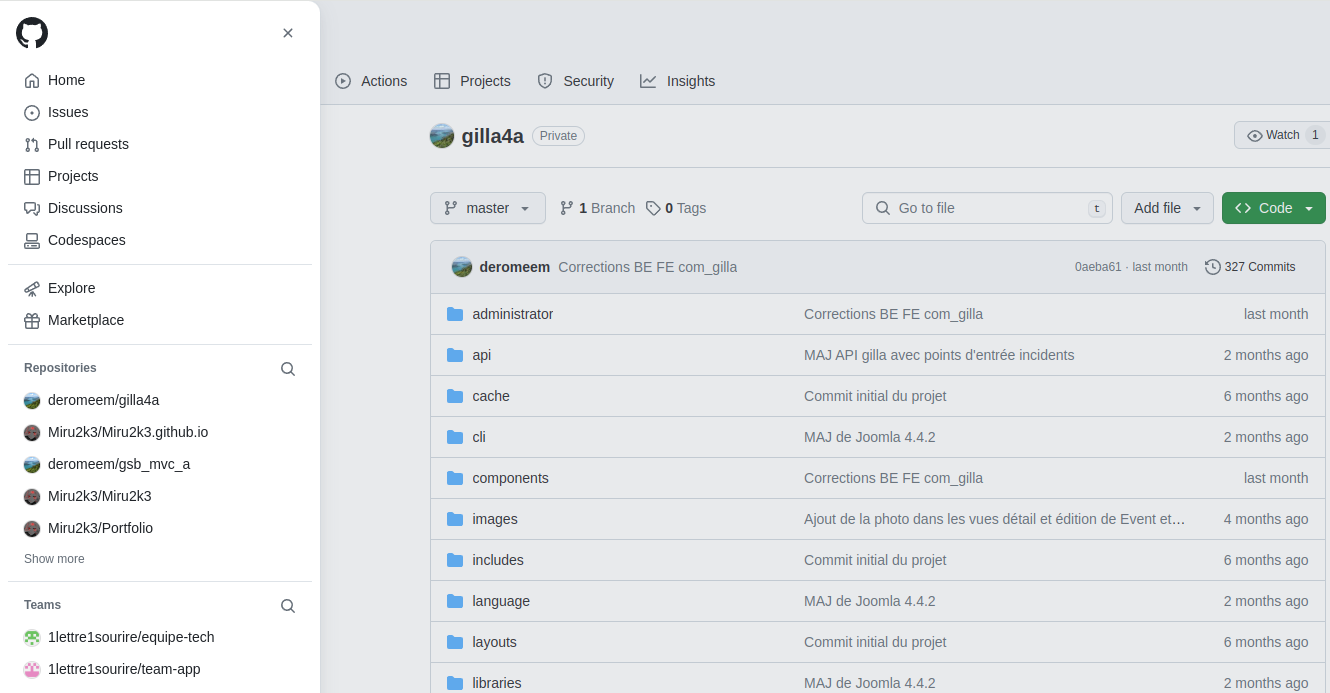 Home
Issues
Pull requests
Projects
Discussions
Codespaces
Explore
Marketplace
Repositories
deromeem/gilla4a
Miru2k3/Miru2k3.github.io
deromeem/gsb_mvc_a
Miru2k3/Miru2k3
Miru2k3/Portfolio
Show more
Teams
1lettre1sourire/equipe-tech
1lettre1sourire/team-app
Actions Projects Security Insights
gilla4a Private Watch 1
master 1 Branch 0 Tags Go to file t Add file Code
deromeem Corrections BE FE com_gilla 0aeba61 · last month 327 Commits
administrator Corrections BE FE com_gilla last month
api MAJ API gilla avec points d'entrée incidents 2 months ago
cache Commit initial du projet 6 months ago
cli MAJ de Joomla 4.4.2 2 months ago
components Corrections BE FE com_gilla last month
images Ajout de la photo dans les vues détail et édition de Event et… 4 months ago
includes Commit initial du projet 6 months ago
language MAJ de Joomla 4.4.2 2 months ago
layouts Commit initial du projet 6 months ago
libraries MAJ de Joomla 4.4.2 2 months ago